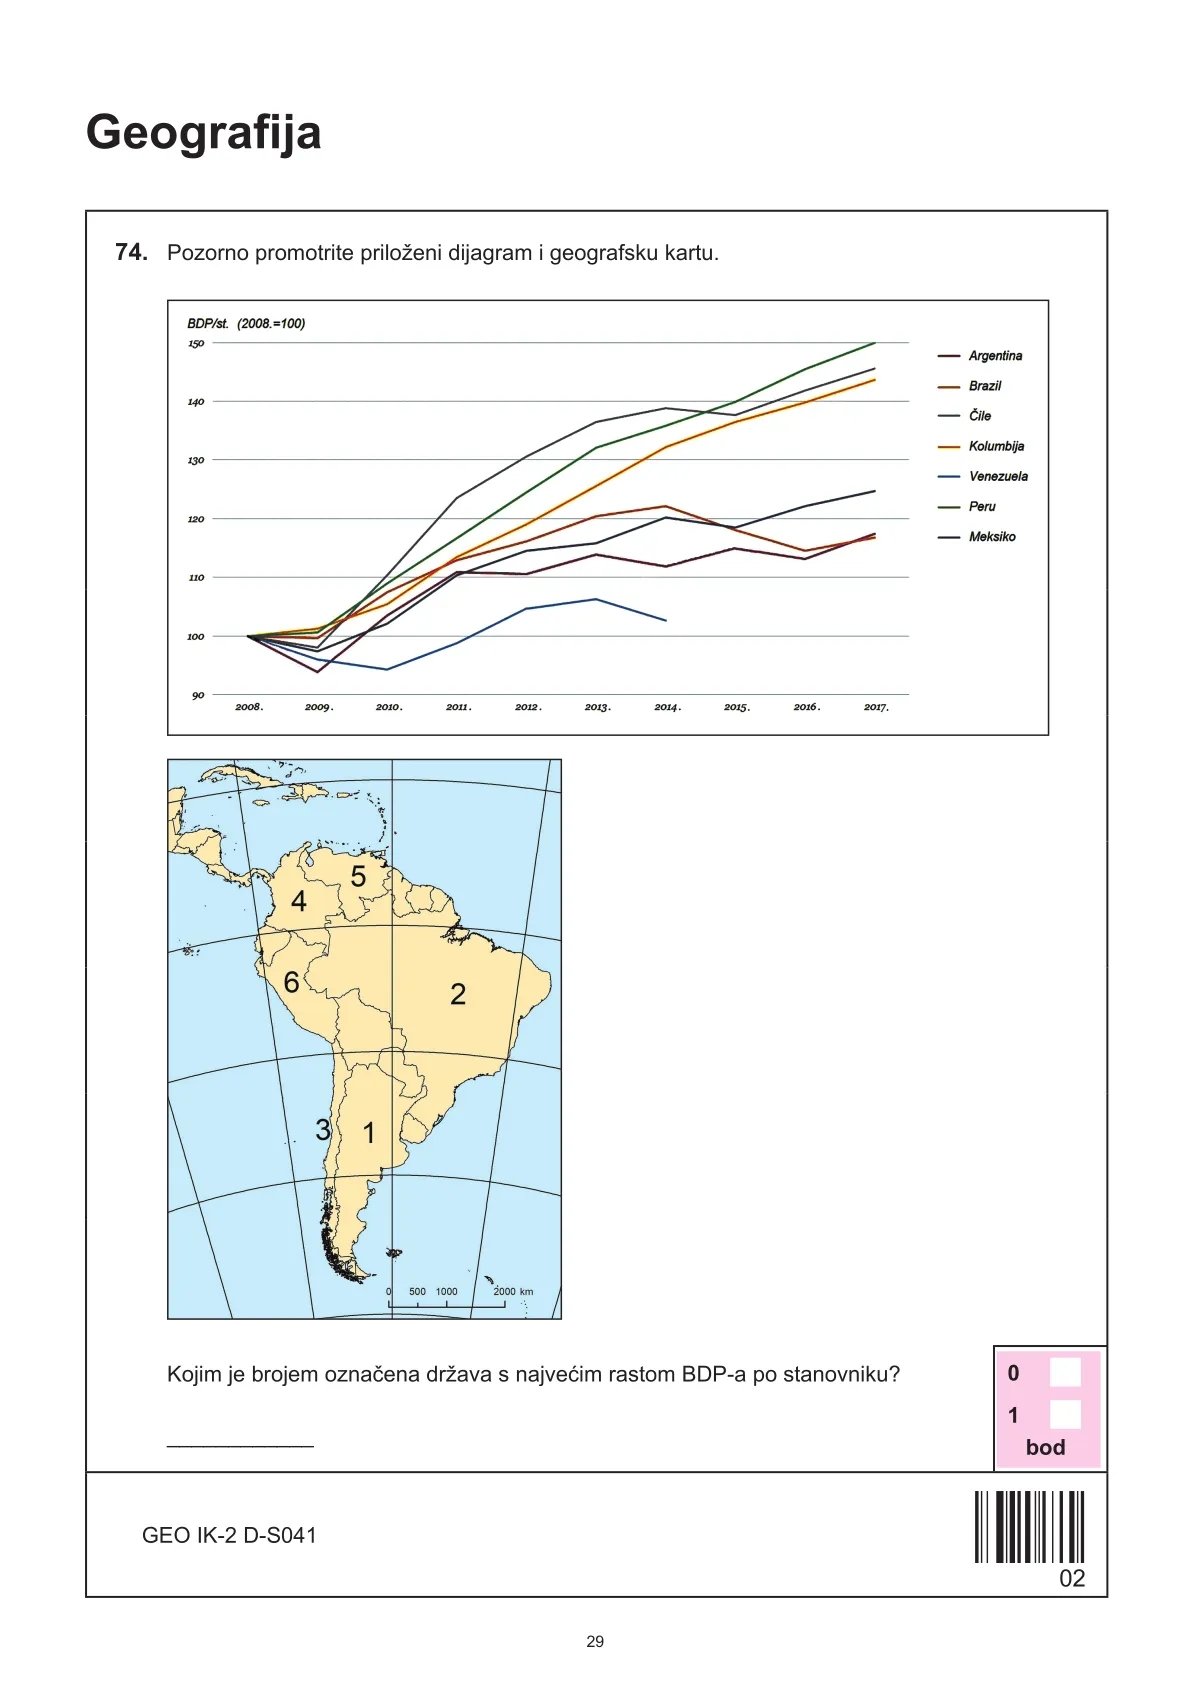 Geografija
74. Pozorno promotrite priloženi dijagram i geografsku kartu.
BDP/st. (2008.=100)
150
140
130
120
110
100
90
2008. 2009. 2010. 2011. 2012. 2013. 2014. 2015. 2016. 2017.
Argentina
Brazil
Čile
Kolumbija
Venezuela
Peru
Meksiko
5
4
6
2
3
1
0 500 1000 2000 km
Kojim je brojem označena država s najvećim rastom BDP-a po stanovniku?
____________
0
1
bod
GEO IK-2 D-S041
02
29